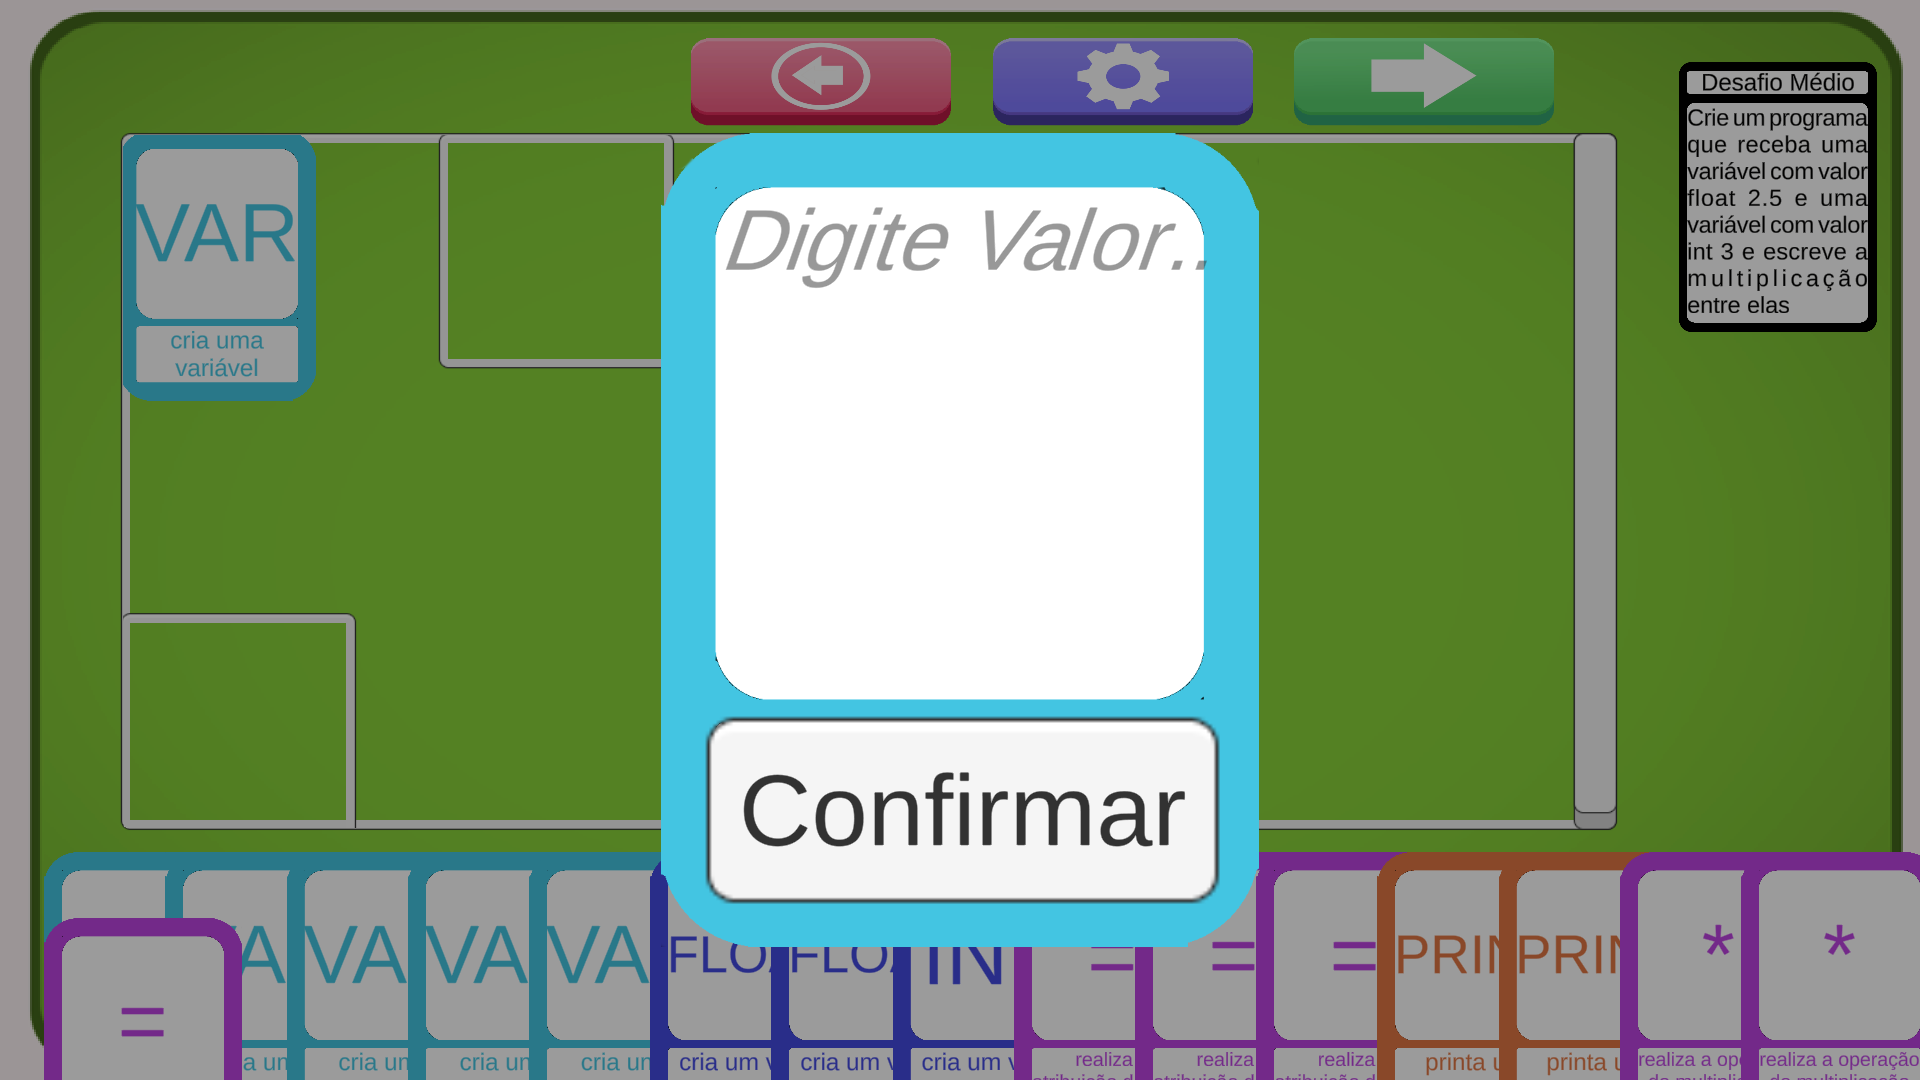 Desafio Médio
Crie um programa
que receba uma
variável com valor
float 2.5 e uma
variável com valor
int 3 e escreve a
multiplicação
entre elas
VAR
cria uma
variável
Digite Valor..
Confirmar
=
A VA VA VA FLO FLO IN = = = PRIN PRIN * *
a un cria un cria un cria un cria um v cria um v cria um v realiza realiza realiza printa u printa u realiza a ope realiza a operação